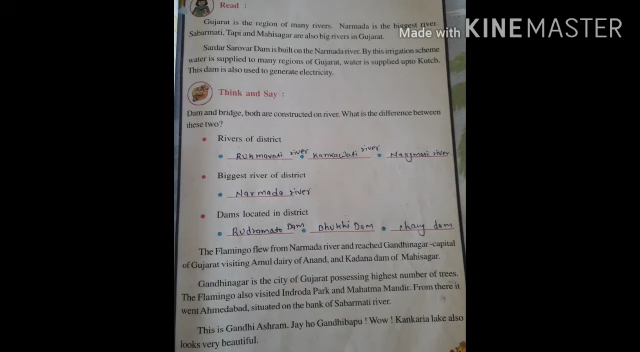 Read :
Gujarat is the region of many rivers. Narmada is the biggest river.
Sabarmati, Tapi and Mahisagar are also big rivers in Gujarat.
Made with KINEMASTER
Sardar Sarovar Dam is built on the Narmada river. By this irrigation scheme
water is supplied to many regions of Gujarat, water is supplied upto Kutch.
This dam is also used to generate electricity.
Think and Say :
Dam and bridge, both are constructed on river. What is the difference between
these two?
Rivers of district
Rukmavati river Kankavati river Nagmati river
Biggest river of district
Narmada river
Dams located in district
Rudramata Dam Bhukhi Dam dam
The Flamingo flew from Narmada river and reached Gandhinagar-capital
of Gujarat visiting Amul dairy of Anand, and Kadana dam of Mahisagar.
Gandhinagar is the city of Gujarat possessing highest number of trees.
The Flamingo also visited Indroda Park and Mahatma Mandir. From there it
went Ahmedabad, situated on the bank of Sabarmati river.
This is Gandhi Ashram. Jay ho Gandhibapu ! Wow ! Kankaria lake also
looks very beautiful.